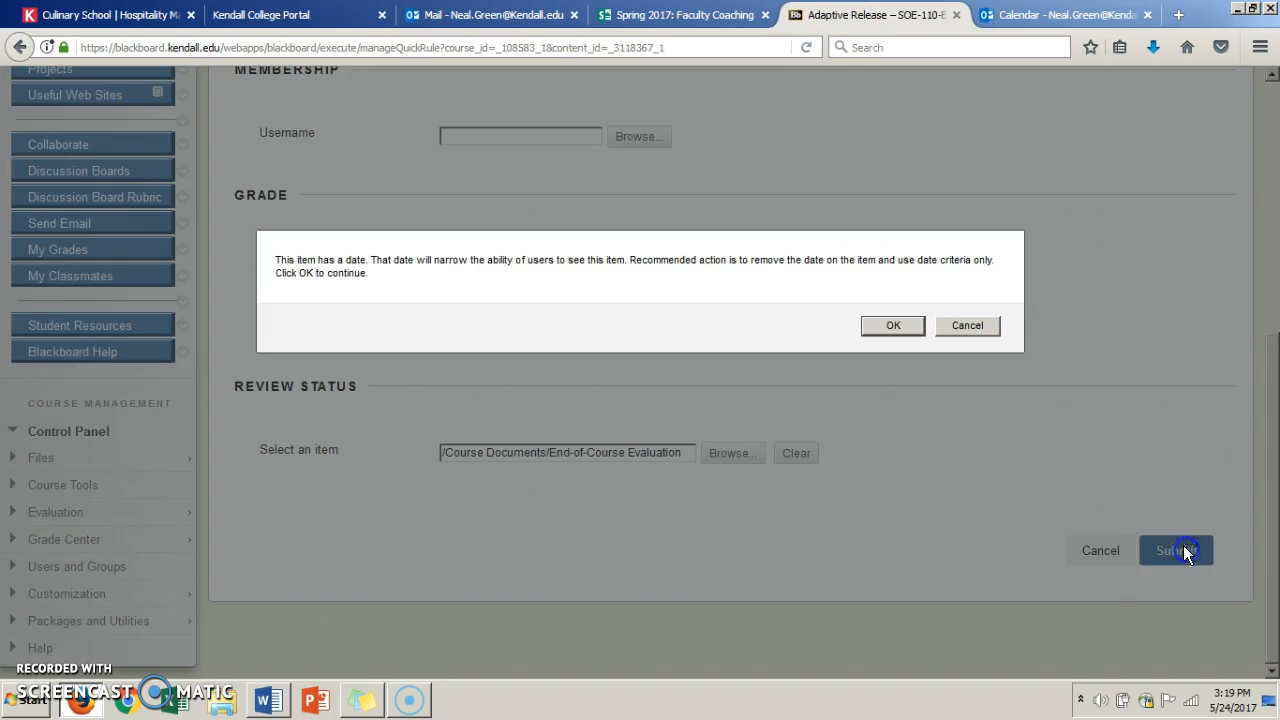 Culinary School | Hospitality Ma
Kendall College Portal
Mail - Neal.Green@Kendall.edu
Spring 2017: Faculty Coaching
Bb Adaptive Release – SOE-110-B
Calendar - Neal.Green@Kenda
https://blackboard.kendall.edu/webapps/blackboard/execute/manageQuickRule?course_id=_108583_1&content_id=_3118367_1
Search
Projects
Useful Web Sites
Collaborate
Discussion Boards
Discussion Board Rubric
Send Email
My Grades
My Classmates
Student Resources
Blackboard Help
COURSE MANAGEMENT
Control Panel
Files
Course Tools
Evaluation
Grade Center
Users and Groups
Customization
Packages and Utilities
Help
MEMBERSHIP
Username
Browse...
GRADE
This item has a date. That date will narrow the ability of users to see this item. Recommended action is to remove the date on the item and use date criteria only.
Click OK to continue.
OK
Cancel
REVIEW STATUS
Select an item
/Course Documents/End-of-Course Evaluation
Browse...
Clear
Cancel
Submit
RECORDED WITH
SCREENCAST MATIC
Start
3:19 PM
5/24/2017